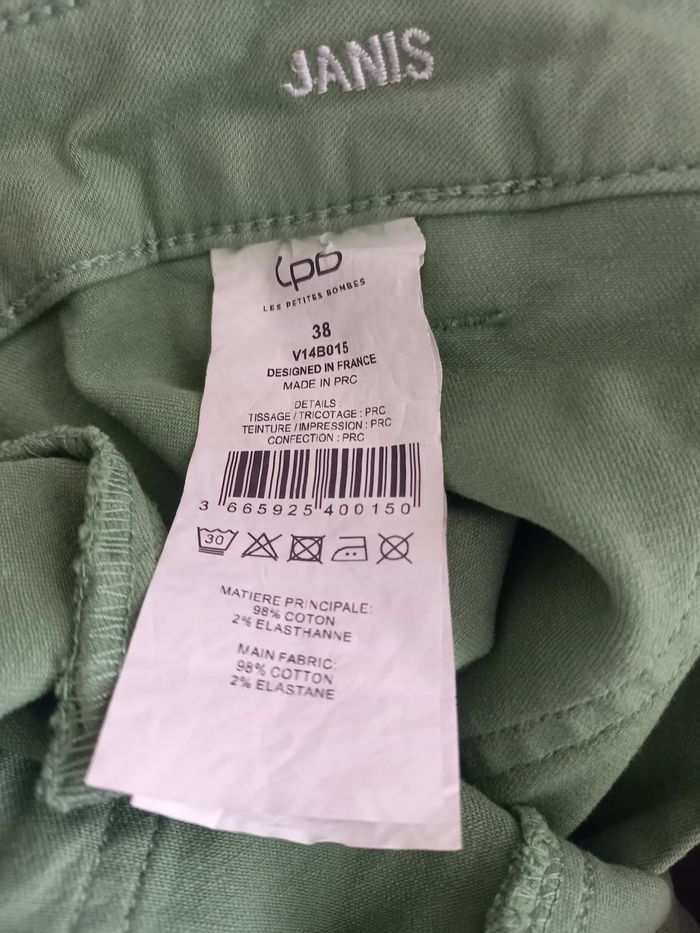 JANIS
LPB
LES PETITES BOMBES
38
V14B015
DESIGNED IN FRANCE
MADE IN PRC
DETAILS :
TISSAGE / TRICOTAGE : PRC
TEINTURE / IMPRESSION : PRC
CONFECTION : PRC
3 665925 400150
30
MATIERE PRINCIPALE:
98% COTON
2% ELASTHANNE
MAIN FABRIC:
98% COTTON
2% ELASTANE